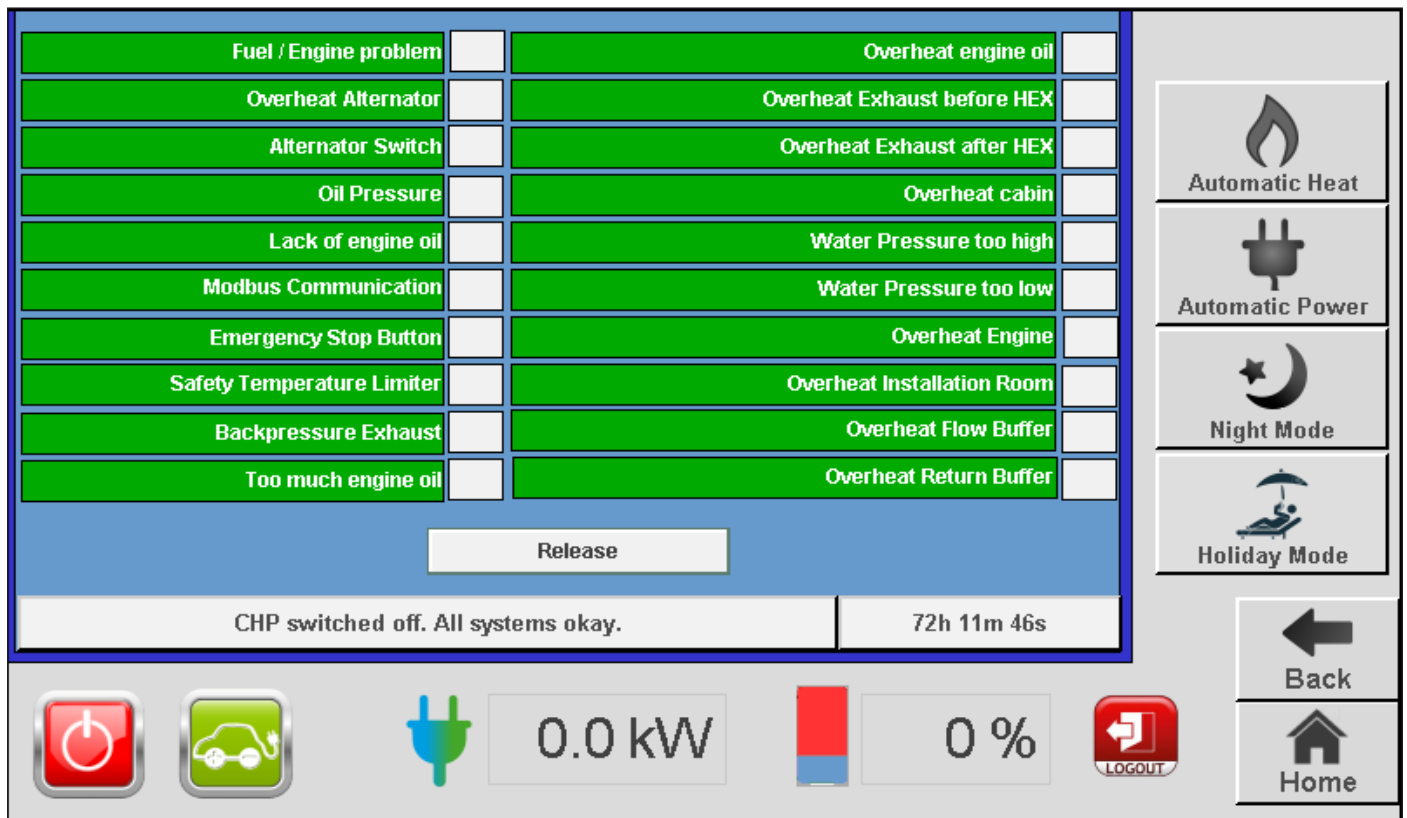 Fuel / Engine problem
Overheat engine oil
Overheat Alternator
Overheat Exhaust before HEX
Alternator Switch
Overheat Exhaust after HEX
Oil Pressure
Overheat cabin
Lack of engine oil
Water Pressure too high
Modbus Communication
Water Pressure too low
Emergency Stop Button
Overheat Engine
Safety Temperature Limiter
Overheat Installation Room
Backpressure Exhaust
Overheat Flow Buffer
Too much engine oil
Overheat Return Buffer
Release
CHP switched off. All systems okay.
72h 11m 46s
Automatic Heat
Automatic Power
Night Mode
Holiday Mode
Back
Home
0.0 kW
0 %
LOGOUT